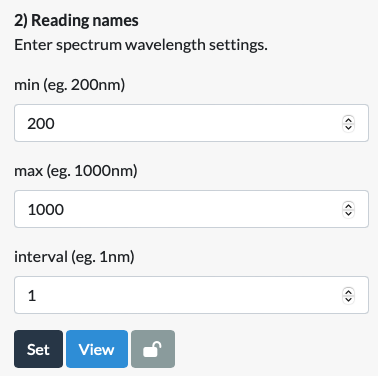 2) Reading names
Enter spectrum wavelength settings.
min (eg. 200nm)
200
max (eg. 1000nm)
1000
interval (eg. 1nm)
1
Set View